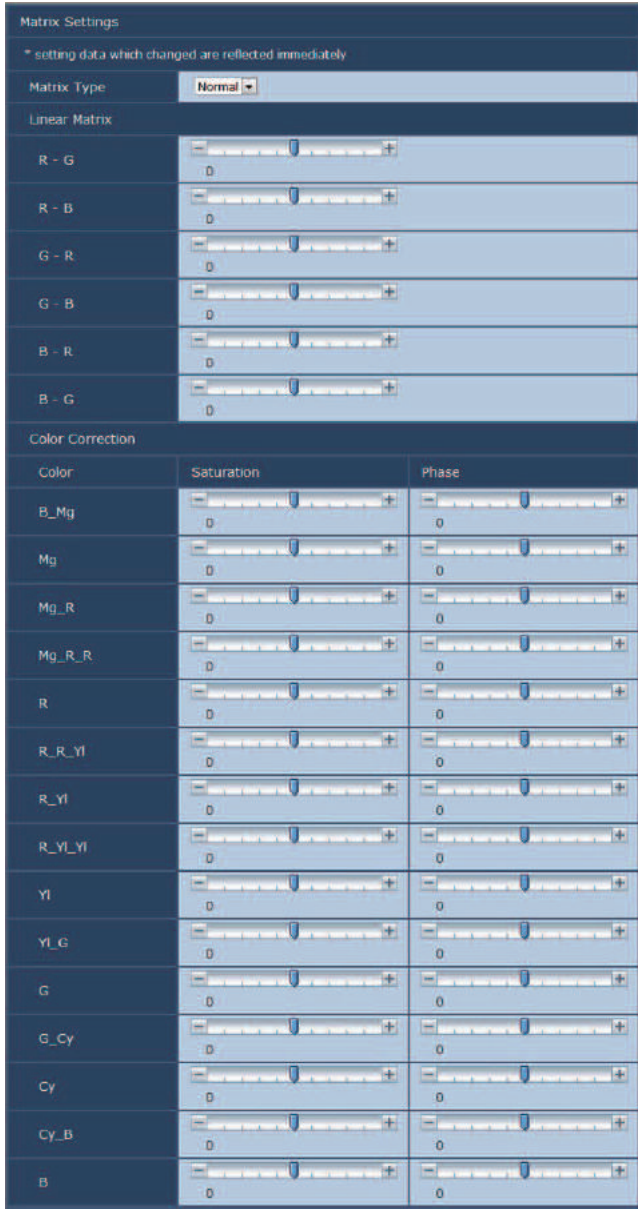 Matrix Settings
* setting data which changed are reflected immediately
Matrix Type Normal
Linear Matrix
R - G
0
R - B
0
G - R
0
G - B
0
B - R
0
B - G
0
Color Correction
Color Saturation Phase
B_Mg
0 0
Mg
0 0
Mg_R
0 0
Mg_R_R
0 0
R
0 0
R_R_Yl
0 0
R_Yl
0 0
R_Yl_Yl
0 0
Yl
0 0
Yl_G
0 0
G
0 0
G_Cy
0 0
Cy
0 0
Cy_B
0 0
B
0 0